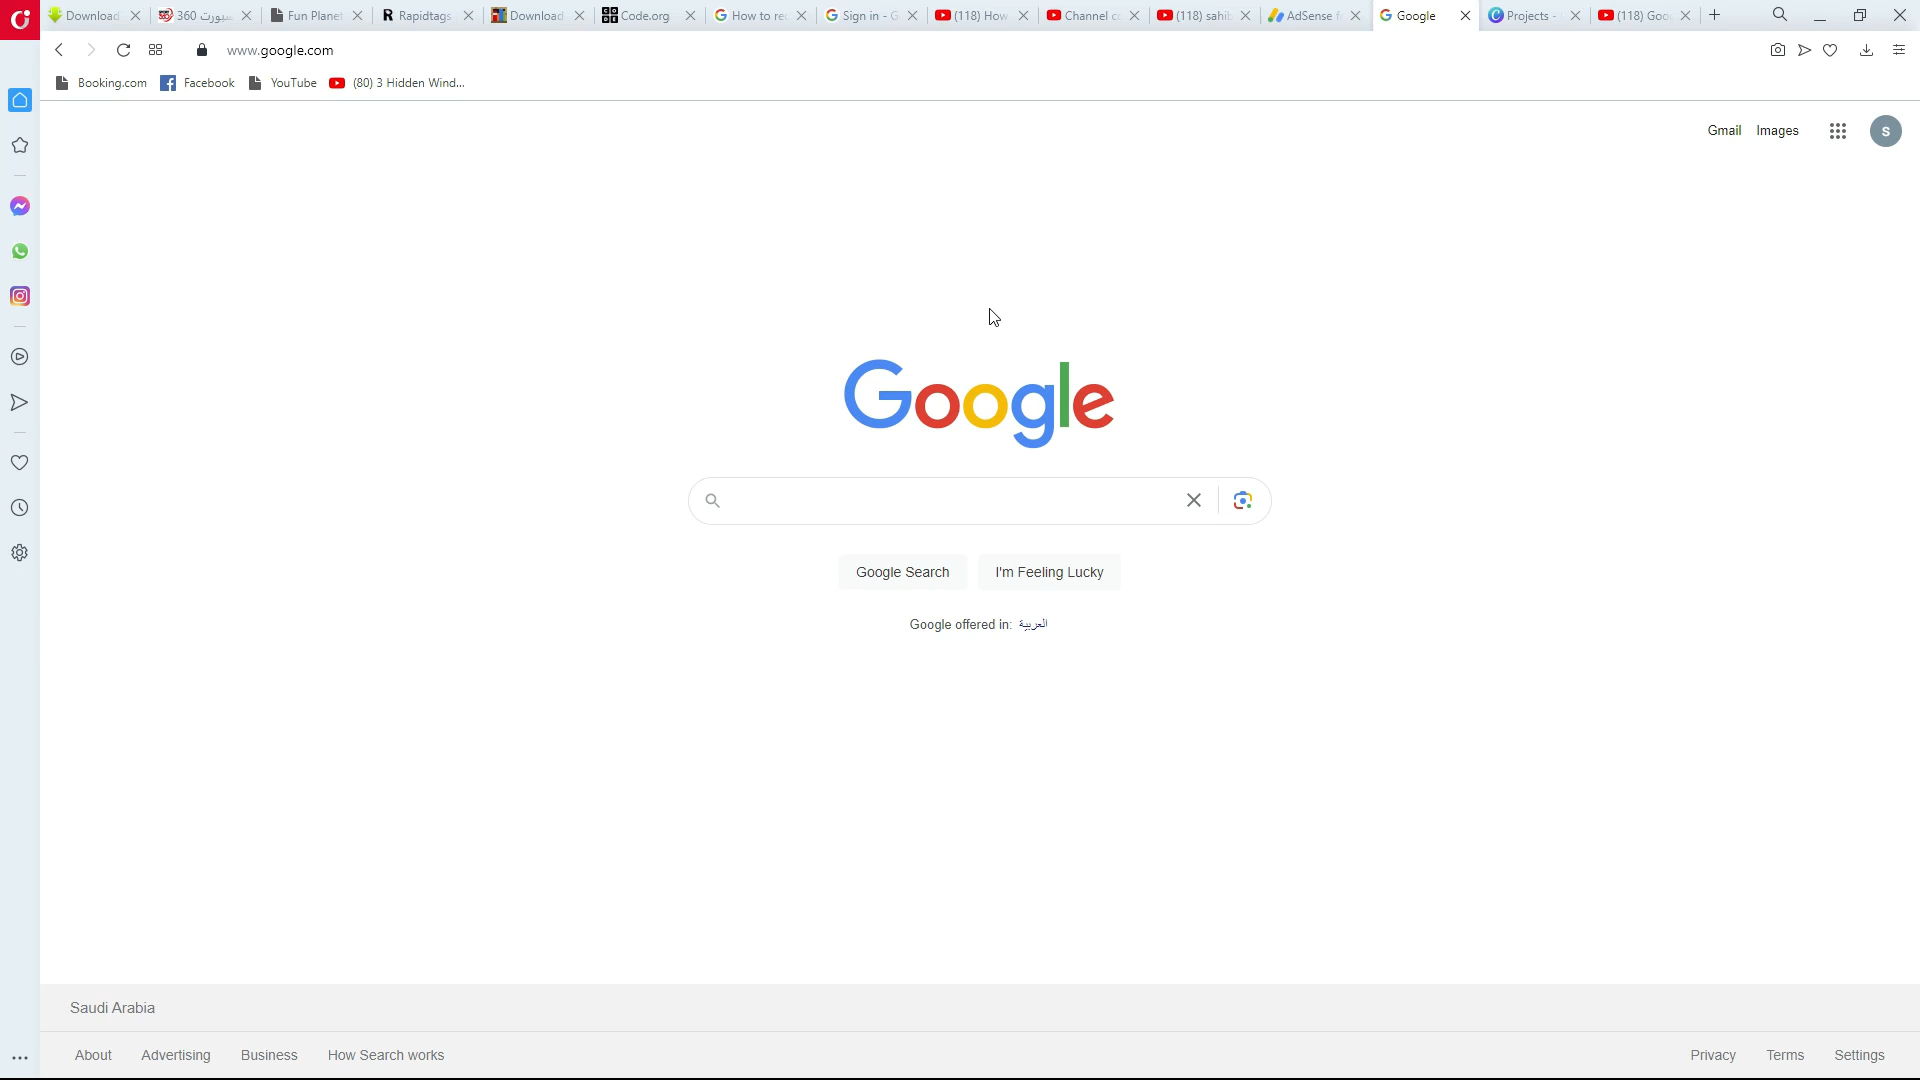 Download
360 سبورت
Fun Planet
Rapidtags
Download
Code.org
How to re
Sign in - G
(118) How
Channel c
(118) sahi
AdSense f
Google
Projects -
(118) Goo
www.google.com
Booking.com
Facebook
YouTube
(80) 3 Hidden Wind...
Gmail
Images
S
Google
Google Search
I'm Feeling Lucky
Google offered in: العربية
Saudi Arabia
About
Advertising
Business
How Search works
Privacy
Terms
Settings